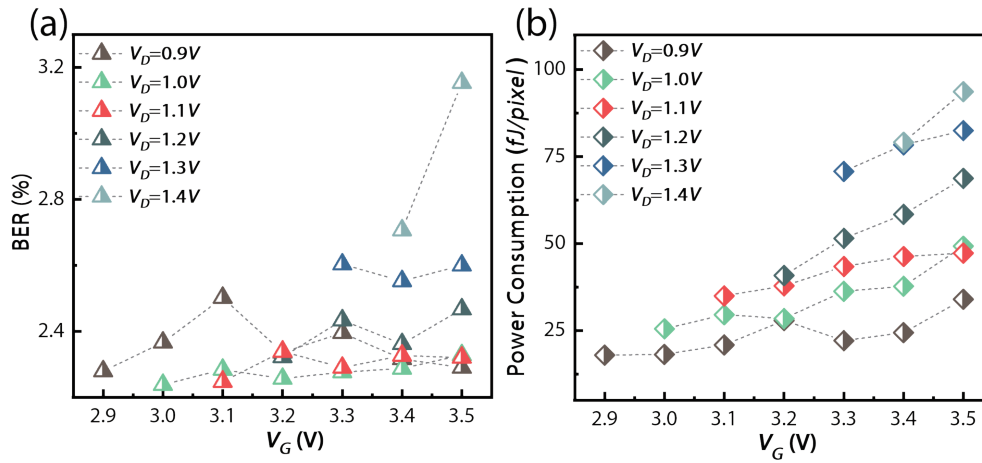 (a)
V_D=0.9V
V_D=1.0V
V_D=1.1V
V_D=1.2V
V_D=1.3V
V_D=1.4V
3.2
2.8
2.4
BER (%)
2.9 3.0 3.1 3.2 3.3 3.4 3.5
V_G (V)
(b)
V_D=0.9V
V_D=1.0V
V_D=1.1V
V_D=1.2V
V_D=1.3V
V_D=1.4V
100
75
50
25
Power Consumption (fJ/pixel)
2.9 3.0 3.1 3.2 3.3 3.4 3.5
V_G (V)